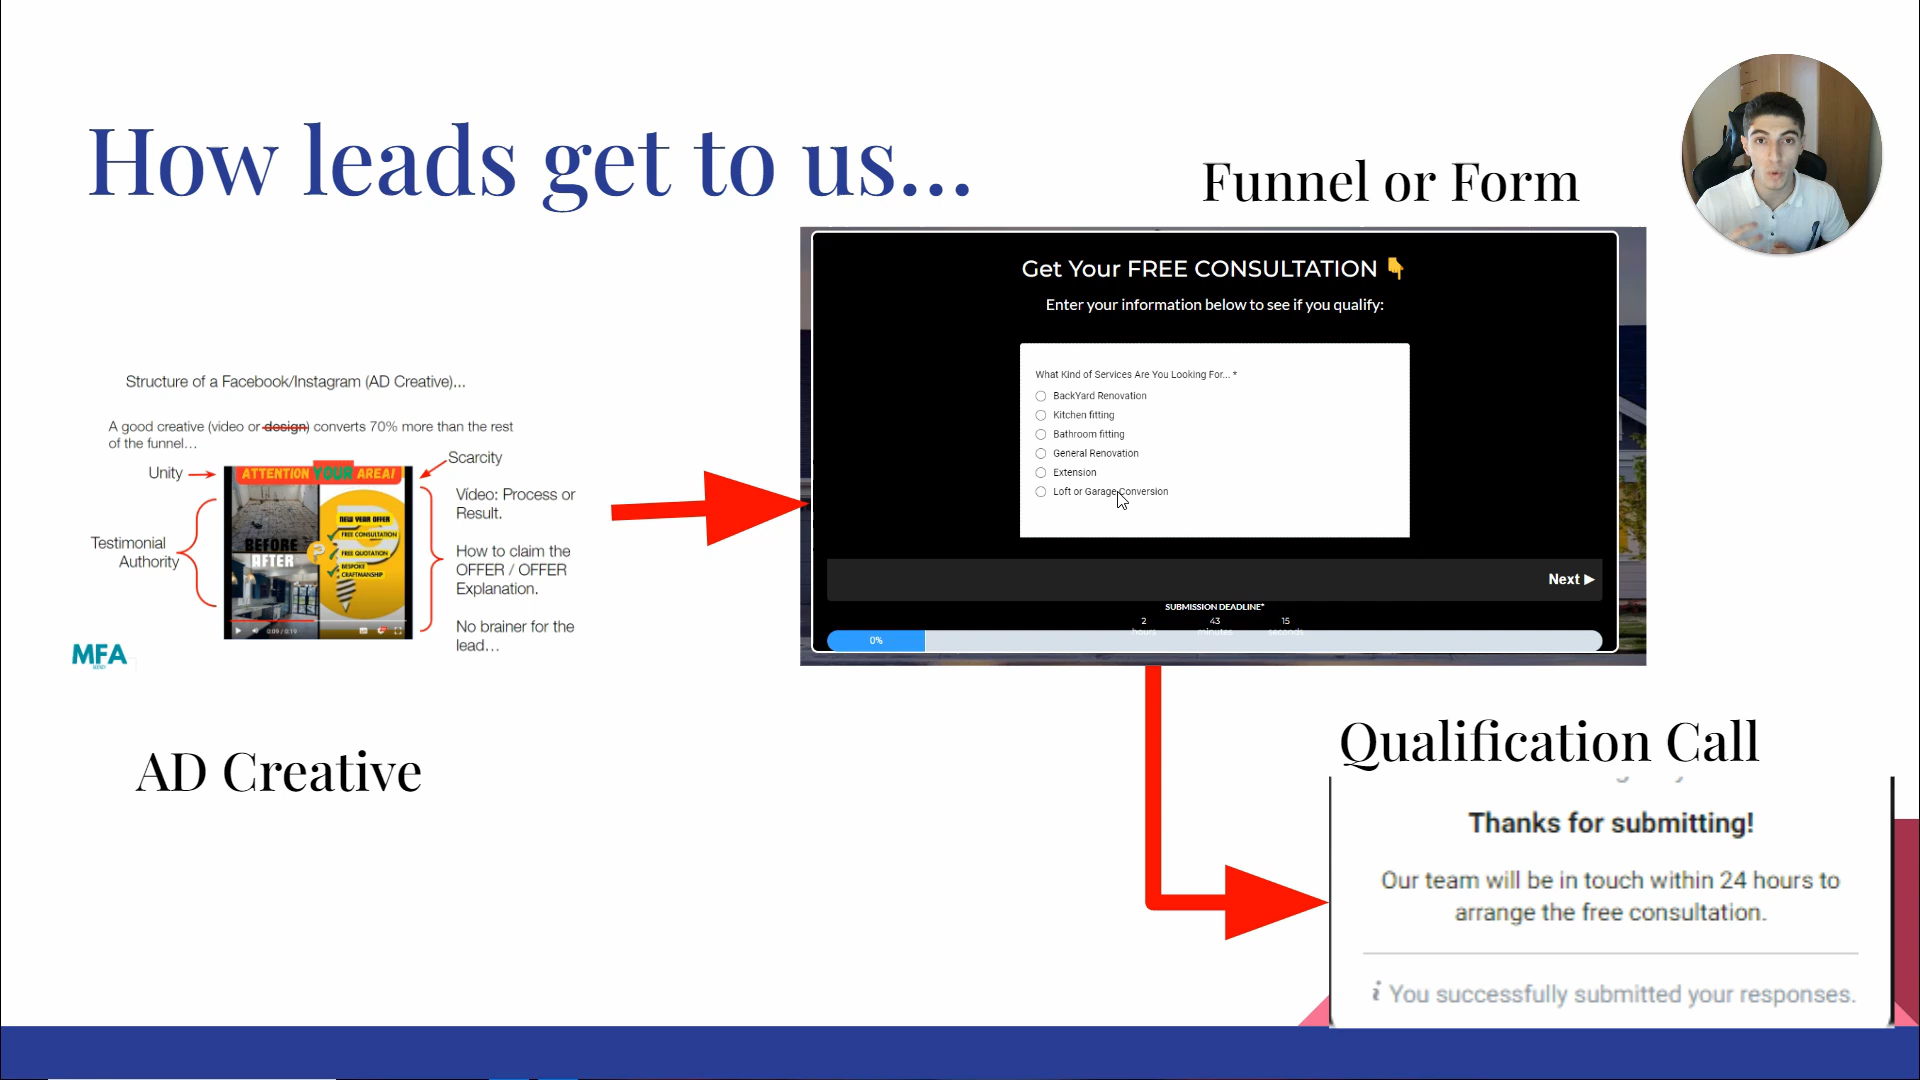 How leads get to us...
Funnel or Form
Get Your FREE CONSULTATION 👇
Enter your information below to see if you qualify:
What Kind of Services Are You Looking For... *
BackYard Renovation
Kitchen fitting
Bathroom fitting
General Renovation
Extension
Loft or Garage Conversion
Next ▶
SUBMISSION DEADLINE*
2 43 15
hours minutes seconds
0%
Structure of a Facebook/Instagram (AD Creative)...
A good creative (video or design) converts 70% more than the rest
of the funnel...
Unity
Scarcity
ATTENTION YOUR AREA!
Testimonial
Authority
BEFORE
AFTER
NEW YEAR OFFER
FREE CONSULTATION
FREE QUOTATION
BESPOKE
CRAFTMANSHIP
0:09 / 0:19
Vídeo: Process or
Result.
How to claim the
OFFER / OFFER
Explanation.
No brainer for the
lead...
MFA
AD Creative
Qualification Call
Thanks for submitting!
Our team will be in touch within 24 hours to
arrange the free consultation.
i You successfully submitted your responses.